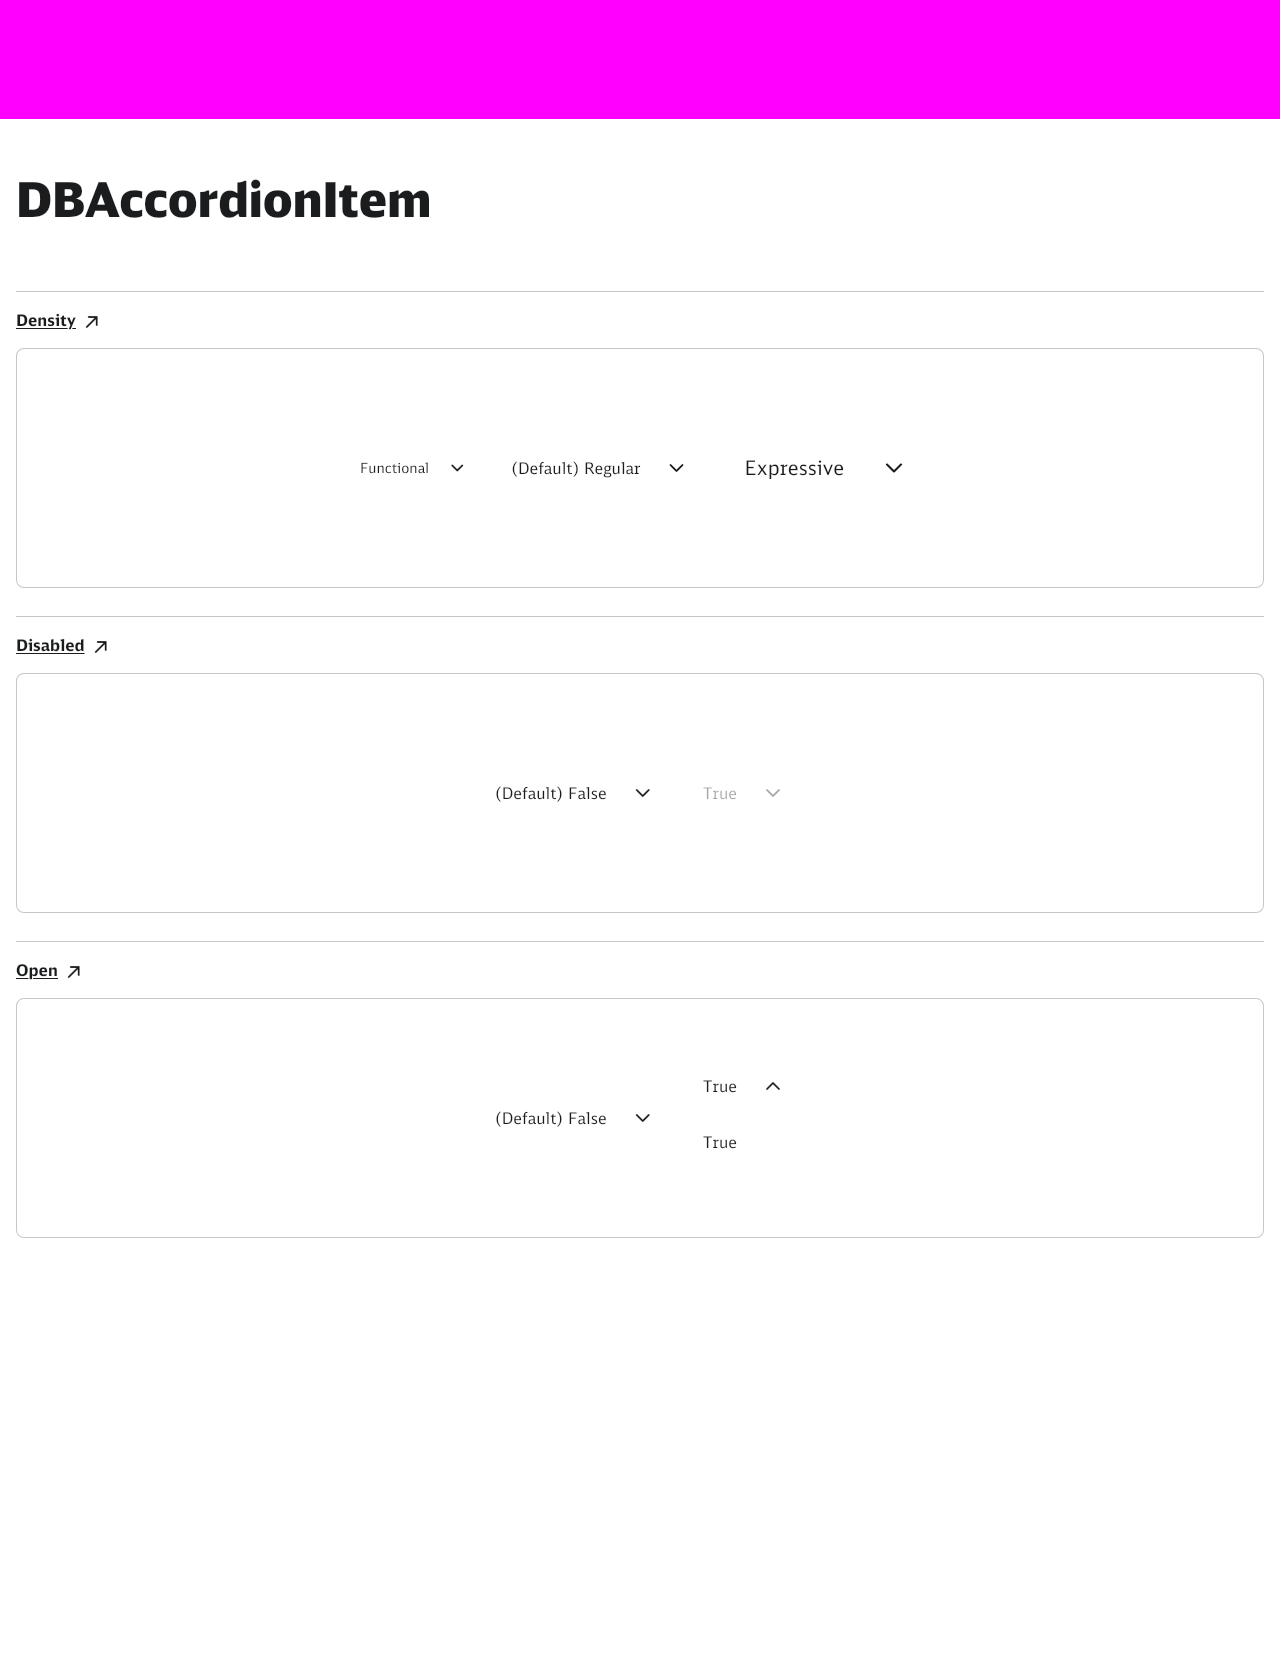 DBAccordionItem
Density
Functional (Default) Regular Expressive
Disabled
(Default) False True
Open
True
(Default) False
True